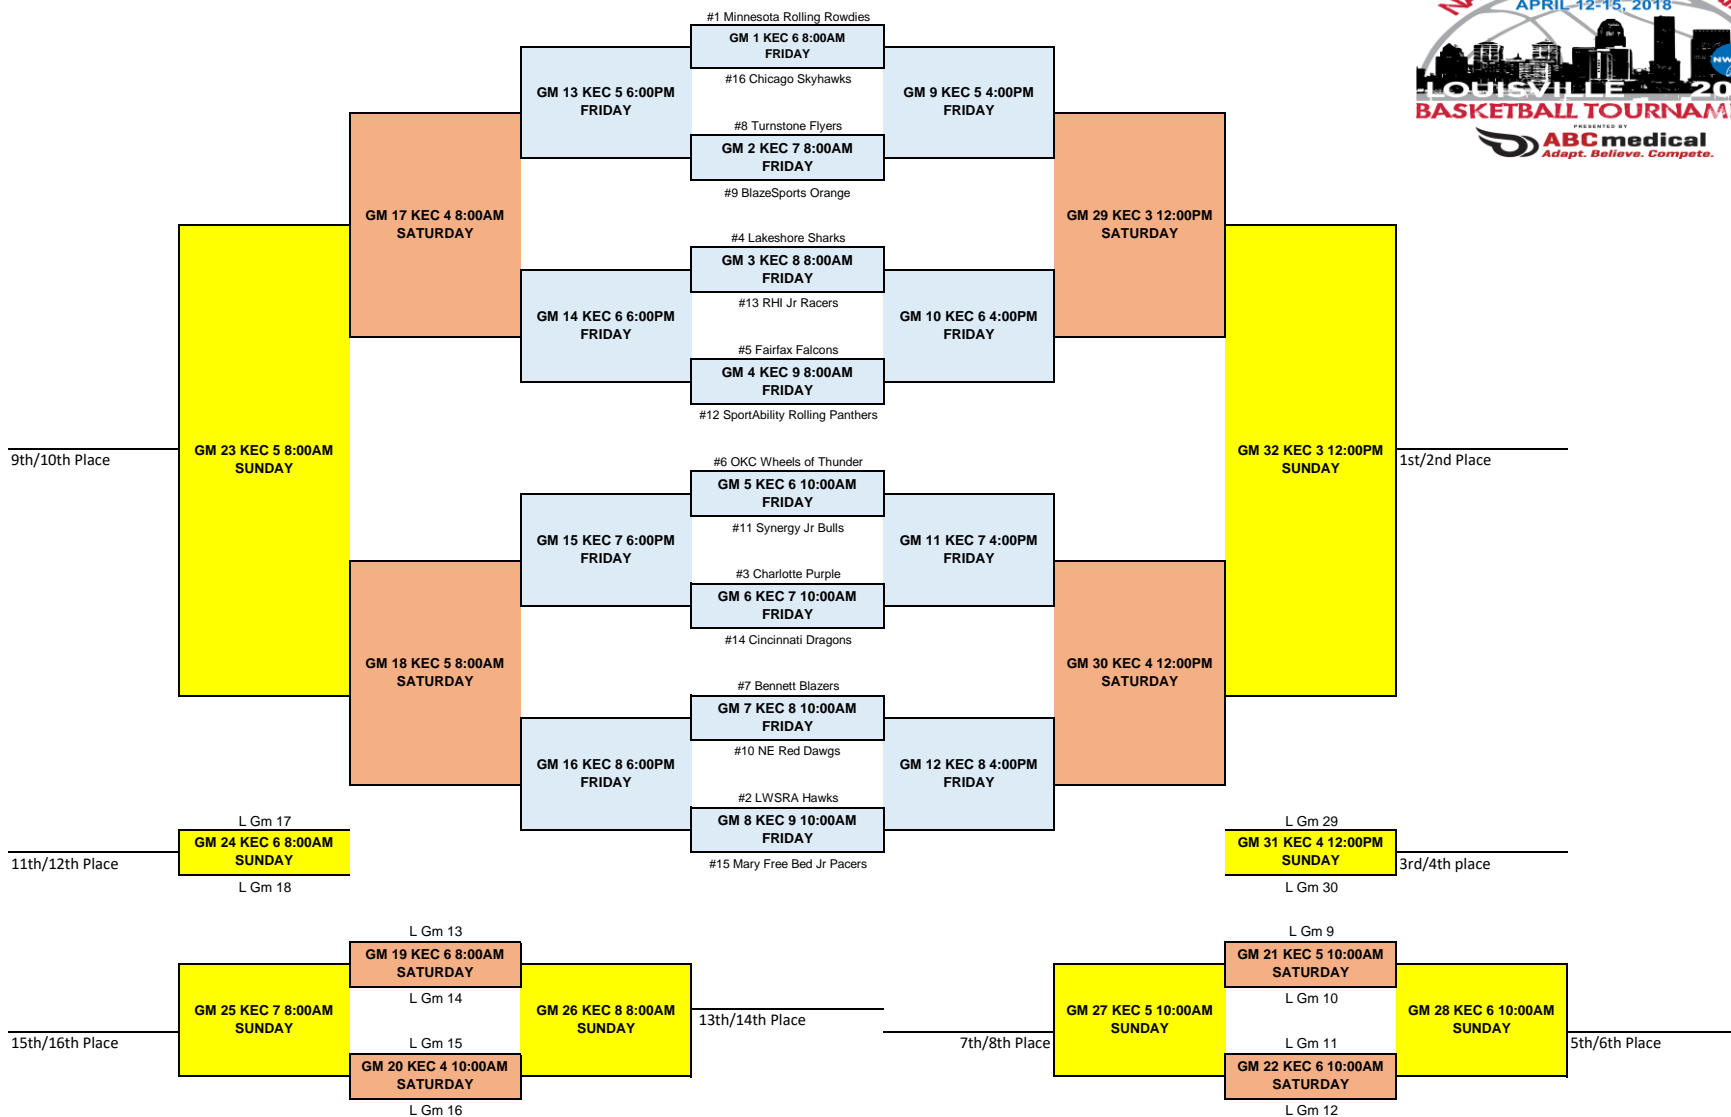 #1 Minnesota Rolling Rowdies
GM 1 KEC 6 8:00AM
FRIDAY
#16 Chicago Skyhawks
GM 13 KEC 5 6:00PM
FRIDAY
GM 9 KEC 5 4:00PM
FRIDAY
#8 Turnstone Flyers
GM 2 KEC 7 8:00AM
FRIDAY
#9 BlazeSports Orange
APRIL 12-15, 2018
LOUISVILLE
BASKETBALL
PRESENTED BY
ABC medical
Adapt. Believe. Compete.
GM 17 KEC 4 8:00AM
SATURDAY
GM 29 KEC 3 12:00PM
SATURDAY
#4 Lakeshore Sharks
GM 3 KEC 8 8:00AM
FRIDAY
#13 RHI Jr Racers
GM 14 KEC 6 6:00PM
FRIDAY
GM 10 KEC 6 4:00PM
FRIDAY
#5 Fairfax Falcons
GM 4 KEC 9 8:00AM
FRIDAY
#12 SportAbility Rolling Panthers
9th/10th Place
GM 23 KEC 5 8:00AM
SUNDAY
GM 32 KEC 3 12:00PM
SUNDAY
1st/2nd Place
#6 OKC Wheels of Thunder
GM 5 KEC 6 10:00AM
FRIDAY
#11 Synergy Jr Bulls
GM 15 KEC 7 6:00PM
FRIDAY
GM 11 KEC 7 4:00PM
FRIDAY
#3 Charlotte Purple
GM 6 KEC 7 10:00AM
FRIDAY
#14 Cincinnati Dragons
GM 18 KEC 5 8:00AM
SATURDAY
GM 30 KEC 4 12:00PM
SATURDAY
#7 Bennett Blazers
GM 7 KEC 8 10:00AM
FRIDAY
#10 NE Red Dawgs
GM 16 KEC 8 6:00PM
FRIDAY
GM 12 KEC 8 4:00PM
FRIDAY
#2 LWSRA Hawks
GM 8 KEC 9 10:00AM
FRIDAY
#15 Mary Free Bed Jr Pacers
L Gm 17
GM 24 KEC 6 8:00AM
SUNDAY
L Gm 18
11th/12th Place
L Gm 29
GM 31 KEC 4 12:00PM
SUNDAY
L Gm 30
3rd/4th place
L Gm 13
GM 19 KEC 6 8:00AM
SATURDAY
L Gm 14
GM 25 KEC 7 8:00AM
SUNDAY
GM 26 KEC 8 8:00AM
SUNDAY
13th/14th Place
15th/16th Place
L Gm 15
GM 20 KEC 4 10:00AM
SATURDAY
L Gm 16
L Gm 9
GM 21 KEC 5 10:00AM
SATURDAY
L Gm 10
GM 27 KEC 5 10:00AM
SUNDAY
GM 28 KEC 6 10:00AM
SUNDAY
7th/8th Place
5th/6th Place
L Gm 11
GM 22 KEC 6 10:00AM
SATURDAY
L Gm 12